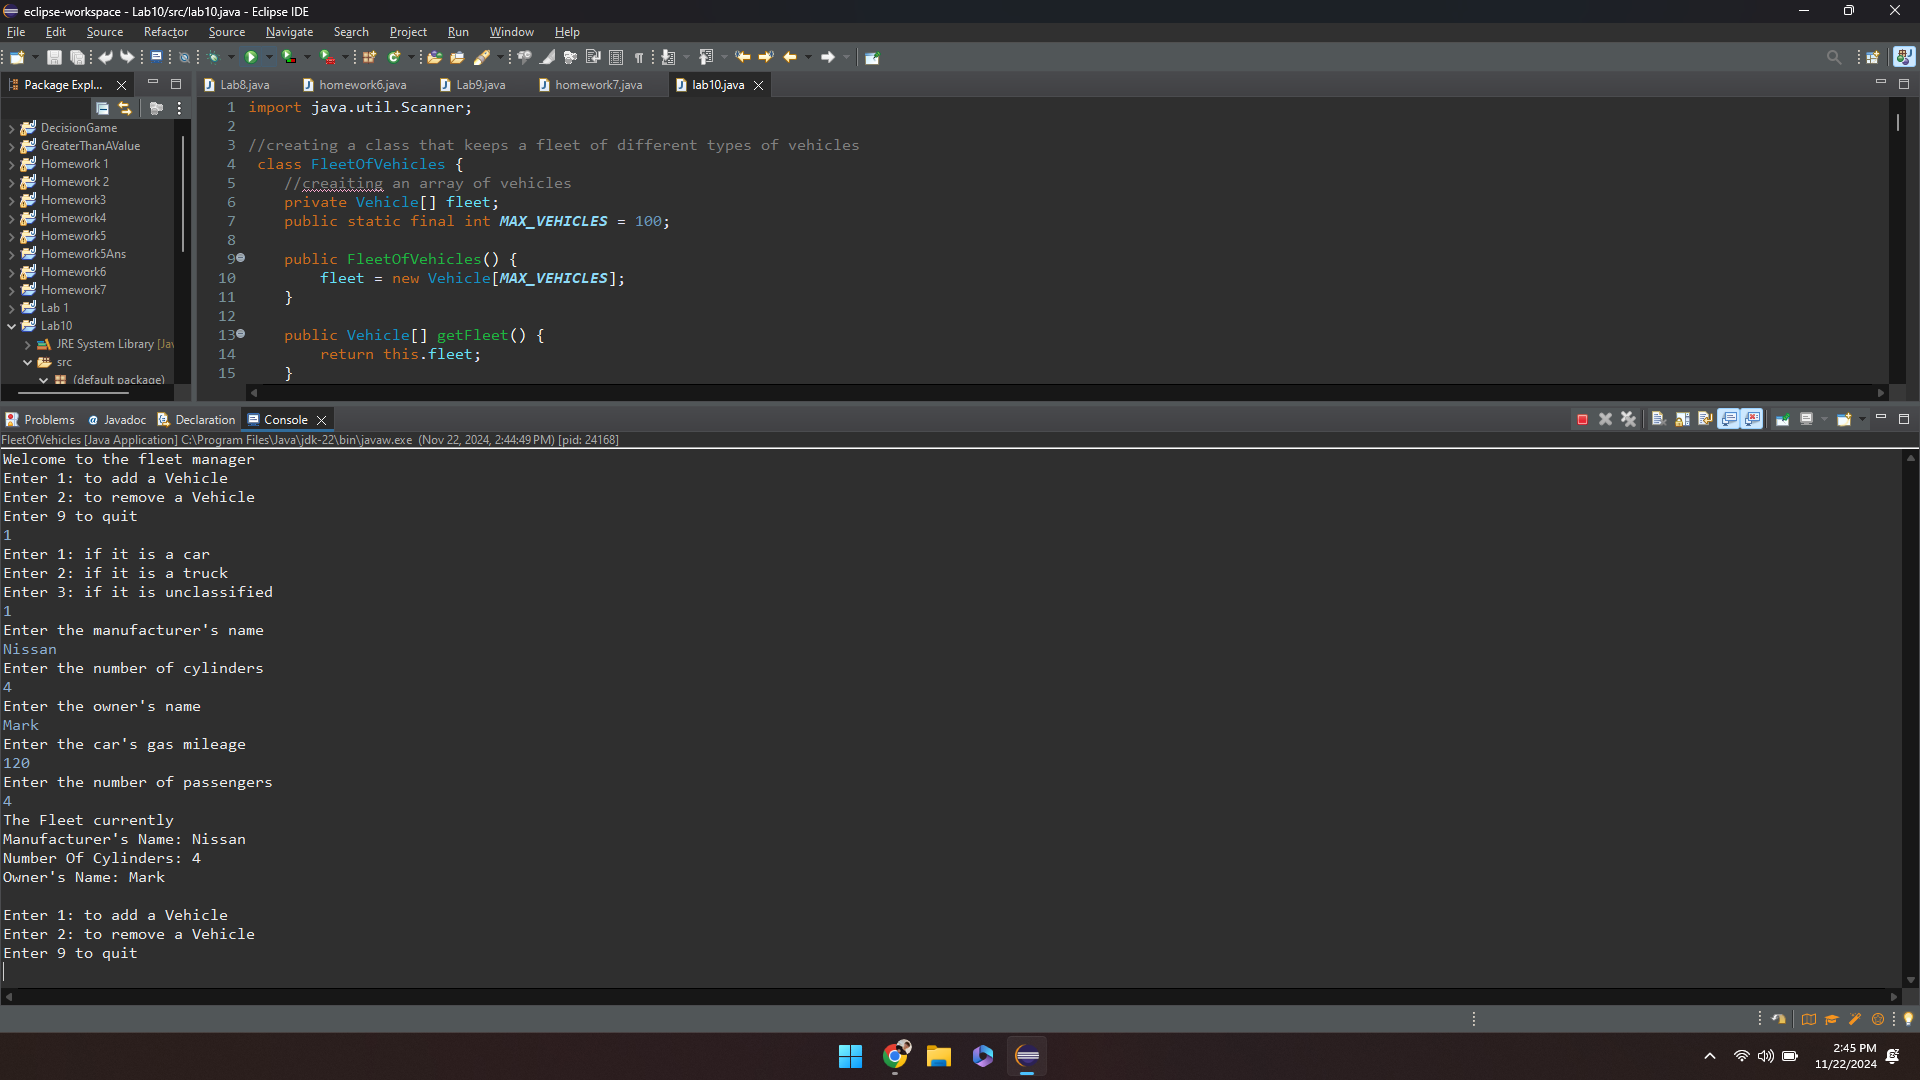 eclipse-workspace - Lab10/src/lab10.java - Eclipse IDE
File Edit Source Refactor Source Navigate Search Project Run Window Help
Package Expl...
Lab8.java homework6.java Lab9.java homework7.java lab10.java
DecisionGame
GreaterThanAValue
Homework 1
Homework 2
Homework3
Homework4
Homework5
Homework5Ans
Homework6
Homework7
Lab 1
Lab10
JRE System Library [Jav
src
(default package)
1 import java.util.Scanner;
2
3 //creating a class that keeps a fleet of different types of vehicles
4 class FleetOfVehicles {
5 //creaiting an array of vehicles
6 private Vehicle[] fleet;
7 public static final int MAX_VEHICLES = 100;
8
9 public FleetOfVehicles() {
10 fleet = new Vehicle[MAX_VEHICLES];
11 }
12
13 public Vehicle[] getFleet() {
14 return this.fleet;
15 }
Problems Javadoc Declaration Console
FleetOfVehicles [Java Application] C:\Program Files\Java\jdk-22\bin\javaw.exe (Nov 22, 2024, 2:44:49 PM) [pid: 24168]
Welcome to the fleet manager
Enter 1: to add a Vehicle
Enter 2: to remove a Vehicle
Enter 9 to quit
1
Enter 1: if it is a car
Enter 2: if it is a truck
Enter 3: if it is unclassified
1
Enter the manufacturer's name
Nissan
Enter the number of cylinders
4
Enter the owner's name
Mark
Enter the car's gas mileage
120
Enter the number of passengers
4
The Fleet currently
Manufacturer's Name: Nissan
Number Of Cylinders: 4
Owner's Name: Mark
Enter 1: to add a Vehicle
Enter 2: to remove a Vehicle
Enter 9 to quit
2:45 PM
11/22/2024